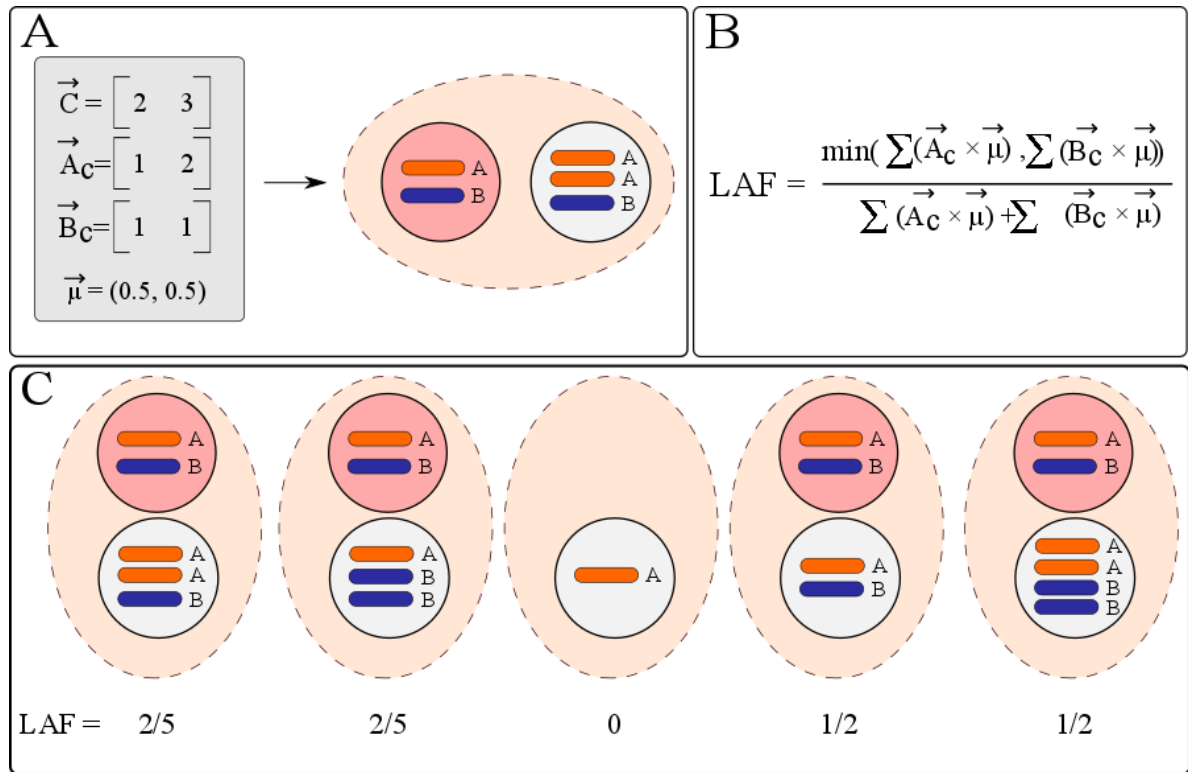 A
C = [ 2 3 ]
Ac= [ 1 2 ]
Bc= [ 1 1 ]
μ = (0.5, 0.5)
A
B
A
A
B
B
LAF = min( ∑(Ac × μ) ,∑ (Bc × μ)) / ∑ (Ac × μ) +∑ (Bc × μ)
C
A
B
A
A
B
A
B
A
B
B
A
A
B
A
B
A
B
A
A
B
B
LAF = 2/5 2/5 0 1/2 1/2